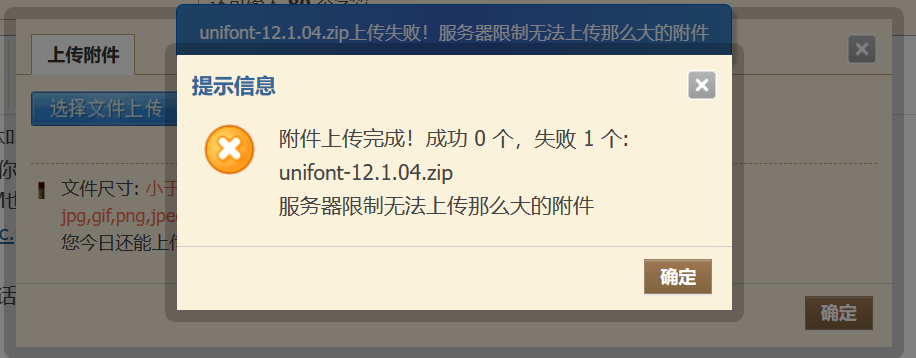 unifont-12.1.04.zip上传失败！服务器限制无法上传那么大的附件
上传附件
选择文件上传
提示信息
附件上传完成！成功 0 个，失败 1 个:
unifont-12.1.04.zip
服务器限制无法上传那么大的附件
文件尺寸: 小于
jpg,gif,png,jpe
您今日还能上传
确定
确定